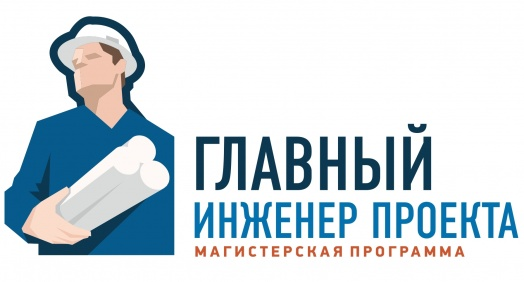 ГЛАВНЫЙ
ИНЖЕНЕР ПРОЕКТА
МАГИСТЕРСКАЯ ПРОГРАММА